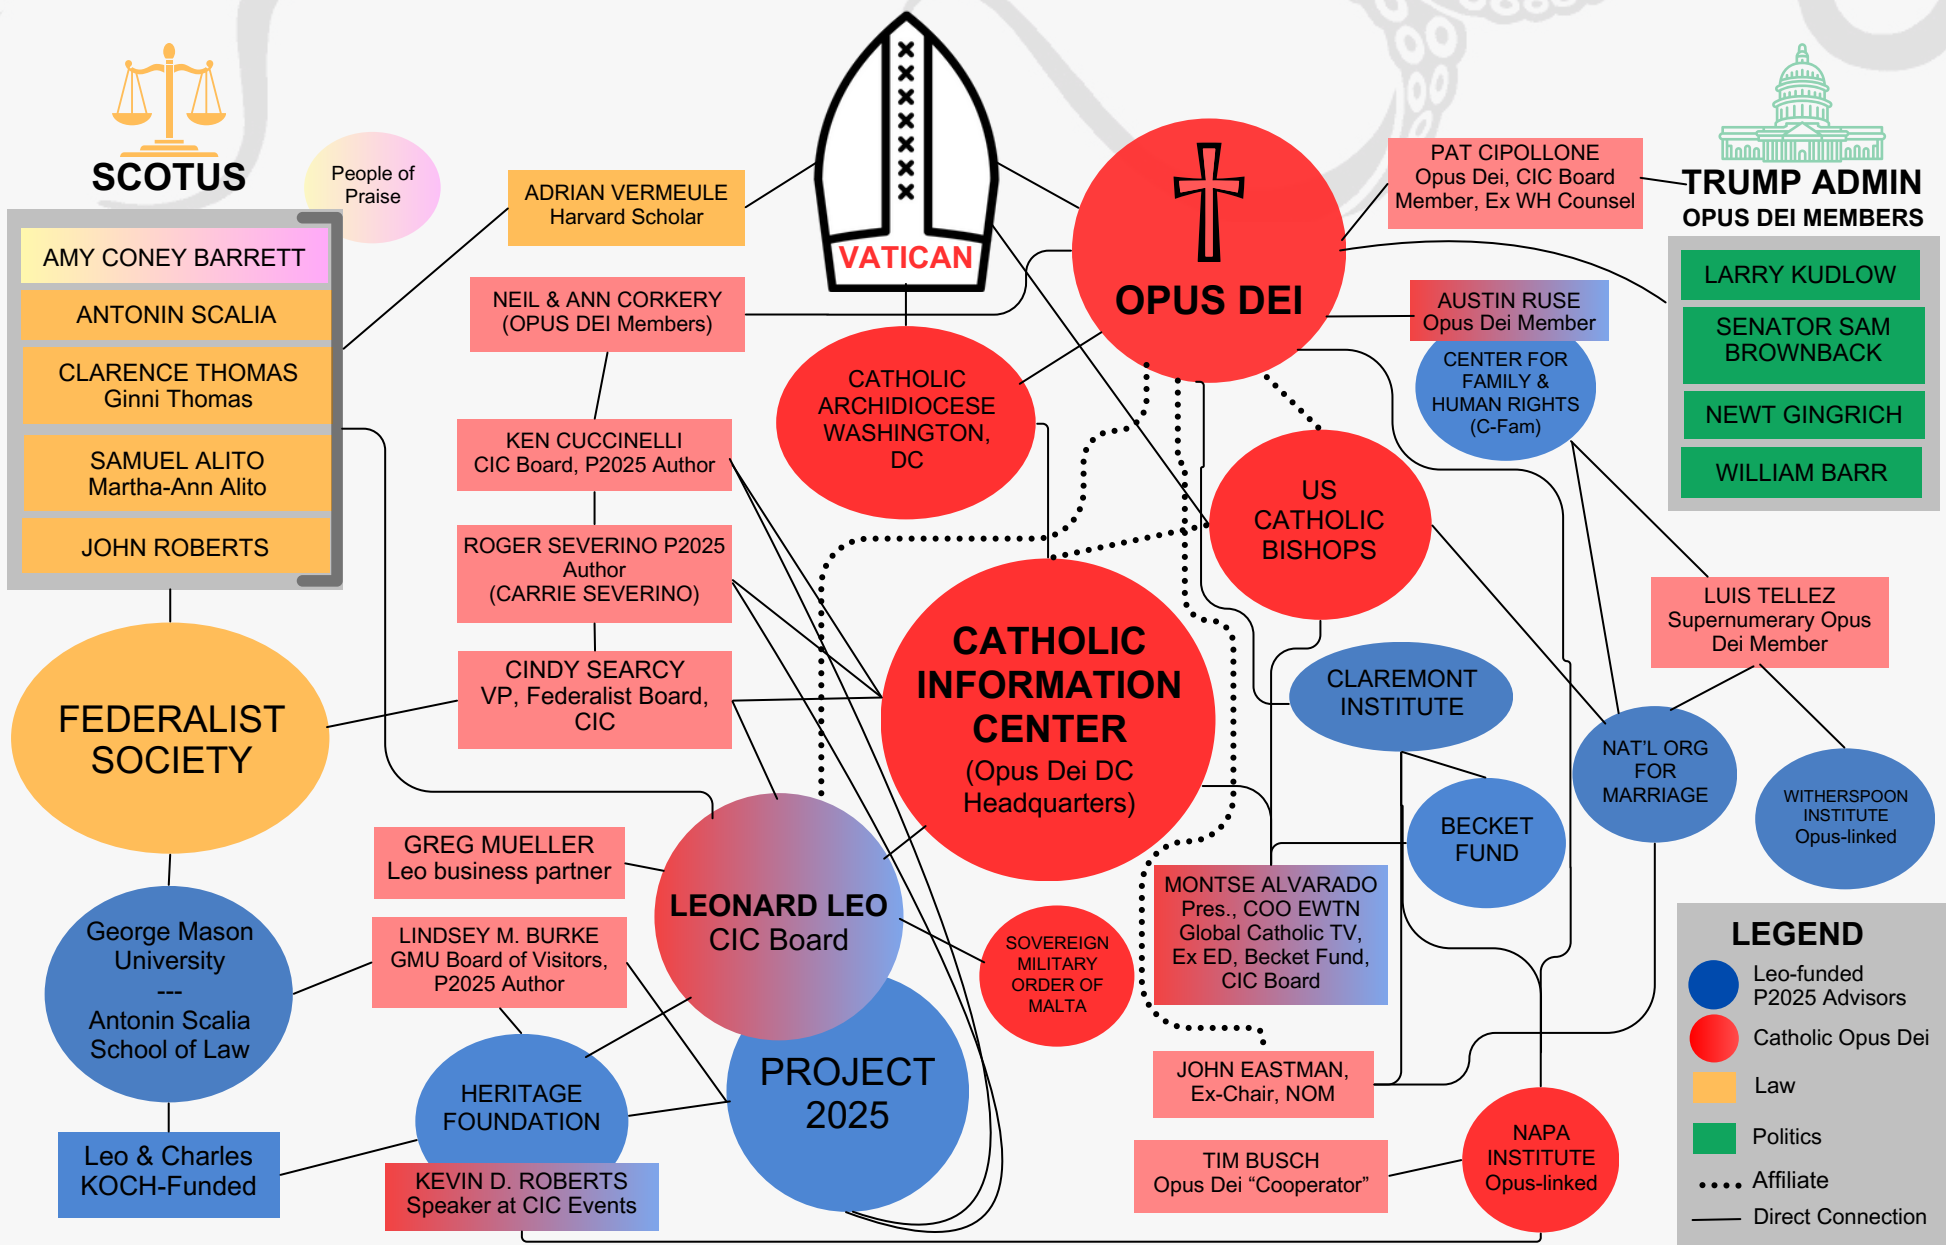 SCOTUS
People of
Praise
AMY CONEY BARRETT
ANTONIN SCALIA
CLARENCE THOMAS
Ginni Thomas
SAMUEL ALITO
Martha-Ann Alito
JOHN ROBERTS
FEDERALIST
SOCIETY
George Mason
University
---
Antonin Scalia
School of Law
Leo & Charles
KOCH-Funded
ADRIAN VERMEULE
Harvard Scholar
NEIL & ANN CORKERY
(OPUS DEI Members)
KEN CUCCINELLI
CIC Board, P2025 Author
ROGER SEVERINO P2025
Author
(CARRIE SEVERINO)
CINDY SEARCY
VP, Federalist Board,
CIC
GREG MUELLER
Leo business partner
LINDSEY M. BURKE
GMU Board of Visitors,
P2025 Author
HERITAGE
FOUNDATION
KEVIN D. ROBERTS
Speaker at CIC Events
LEONARD LEO
CIC Board
PROJECT
2025
VATICAN
CATHOLIC
ARCHIDIOCESE
WASHINGTON,
DC
OPUS DEI
US
CATHOLIC
BISHOPS
CATHOLIC
INFORMATION
CENTER
(Opus Dei DC
Headquarters)
SOVEREIGN
MILITARY
ORDER OF
MALTA
CLAREMONT
INSTITUTE
BECKET
FUND
MONTSE ALVARADO
Pres., COO EWTN
Global Catholic TV,
Ex ED, Becket Fund,
CIC Board
JOHN EASTMAN,
Ex-Chair, NOM
TIM BUSCH
Opus Dei “Cooperator”
NAPA
INSTITUTE
Opus-linked
PAT CIPOLLONE
Opus Dei, CIC Board
Member, Ex WH Counsel
AUSTIN RUSE
Opus Dei Member
CENTER FOR
FAMILY &
HUMAN RIGHTS
(C-Fam)
LUIS TELLEZ
Supernumerary Opus
Dei Member
NAT’L ORG
FOR
MARRIAGE
WITHERSPOON
INSTITUTE
Opus-linked
TRUMP ADMIN
OPUS DEI MEMBERS
LARRY KUDLOW
SENATOR SAM
BROWNBACK
NEWT GINGRICH
WILLIAM BARR
LEGEND
Leo-funded
P2025 Advisors
Catholic Opus Dei
Law
Politics
Affiliate
Direct Connection